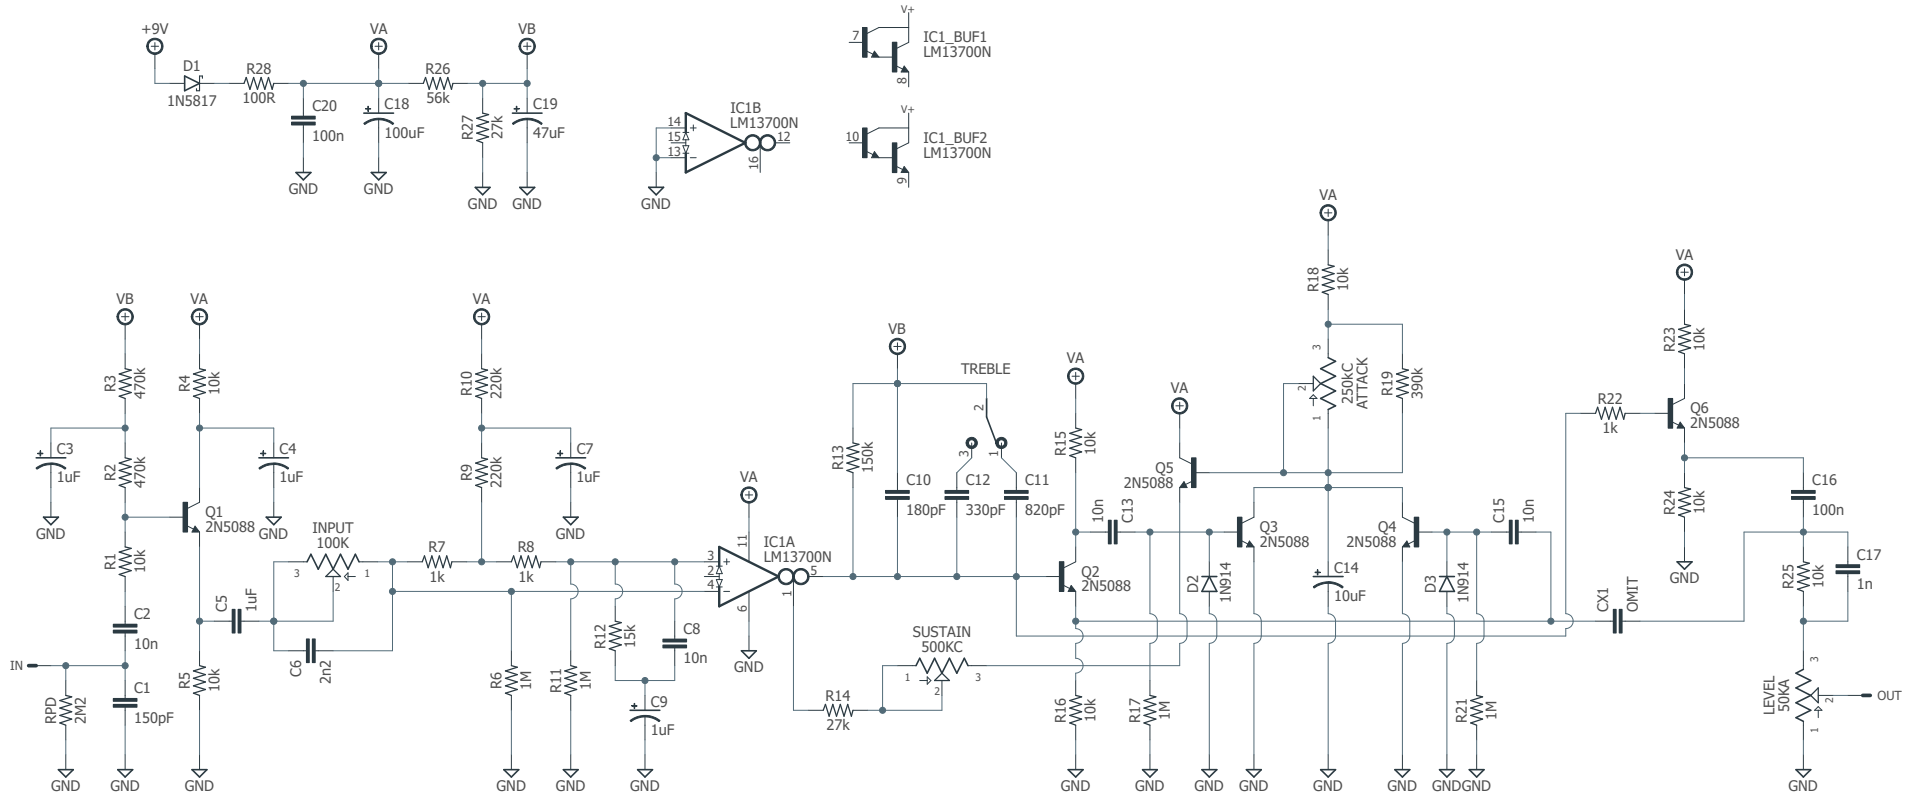 +9V
D1
1N5817
R28
100R
C20
100n
GND
VA
C18
100uF
GND
R26
56k
R27
27k
GND
VB
C19
47uF
GND
IC1B
LM13700N
14
15
13
12
16
+
−
GND
V+
7
8
IC1_BUF1
LM13700N
V+
10
9
IC1_BUF2
LM13700N
VB
R3
470k
C3
1uF
GND
R2
470k
R1
10k
C2
10n
IN
RPD
2M2
GND
C1
150pF
GND
VA
R4
10k
Q1
2N5088
C4
1uF
GND
R5
10k
GND
C5
1uF
INPUT
100K
3
1
2
C6
2n2
VA
R10
220k
R9
220k
C7
1uF
GND
R7
1k
R8
1k
R6
1M
GND
R11
1M
GND
R12
15k
C8
10n
C9
1uF
GND
VA
11
IC1A
LM13700N
3
2
4
5
1
6
+
−
GND
VB
R13
150k
C10
180pF
TREBLE
2
3
1
C12
330pF
C11
820pF
R14
27k
SUSTAIN
500KC
1
2
3
VA
R15
10k
Q2
2N5088
R16
10k
GND
10n
C13
R17
1M
GND
D2
1N914
GND
Q3
2N5088
GND
VA
Q5
2N5088
VA
R18
10k
3
2
1
250kC
ATTACK
R19
390k
C14
10uF
GND
Q4
2N5088
GND
D3
1N914
GND
C15
10n
R21
1M
GND
CX1
OMIT
R22
1k
VA
R23
10k
Q6
2N5088
R24
10k
GND
C16
100n
R25
10k
C17
1n
LEVEL
50KA
3
2
1
OUT
GND